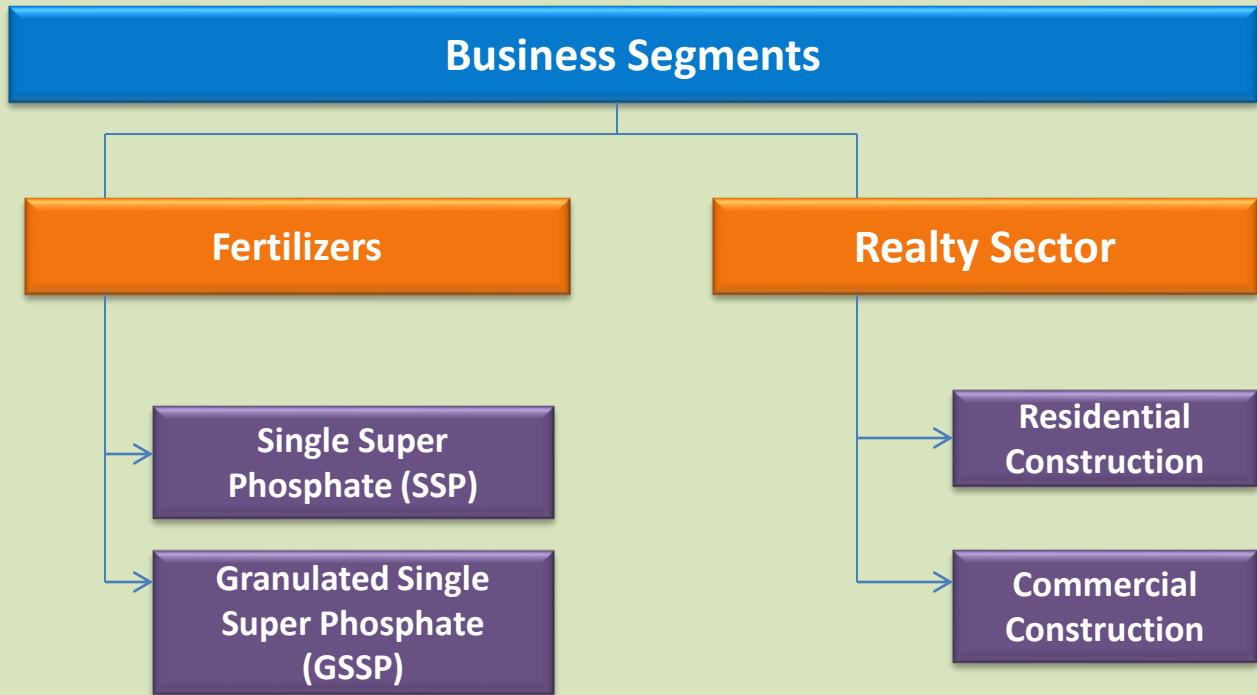 Business Segments
Fertilizers
Realty Sector
Single Super
Phosphate (SSP)
Granulated Single
Super Phosphate
(GSSP)
Residential
Construction
Commercial
Construction